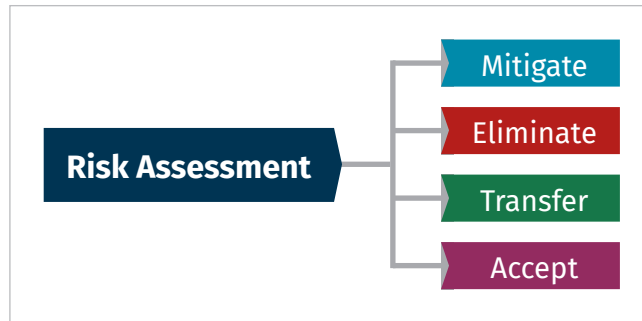 Risk Assessment
Mitigate
Eliminate
Transfer
Accept